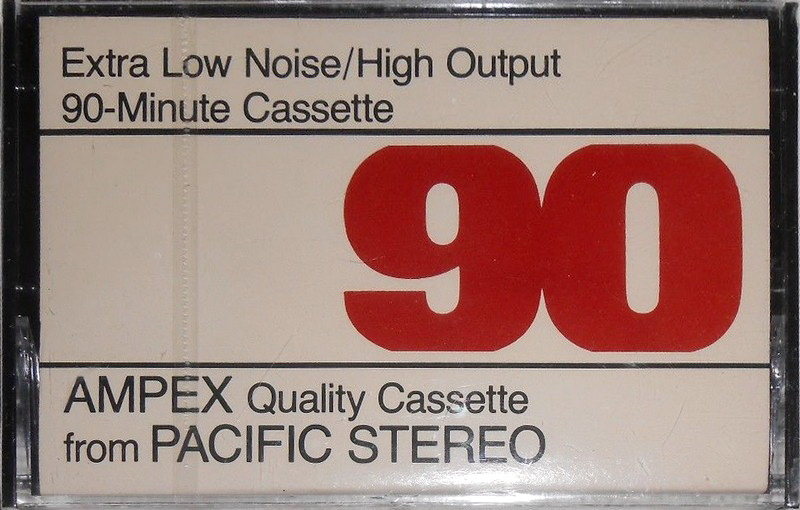 Extra Low Noise/High Output
90-Minute Cassette
90
AMPEX Quality Cassette
from PACIFIC STEREO